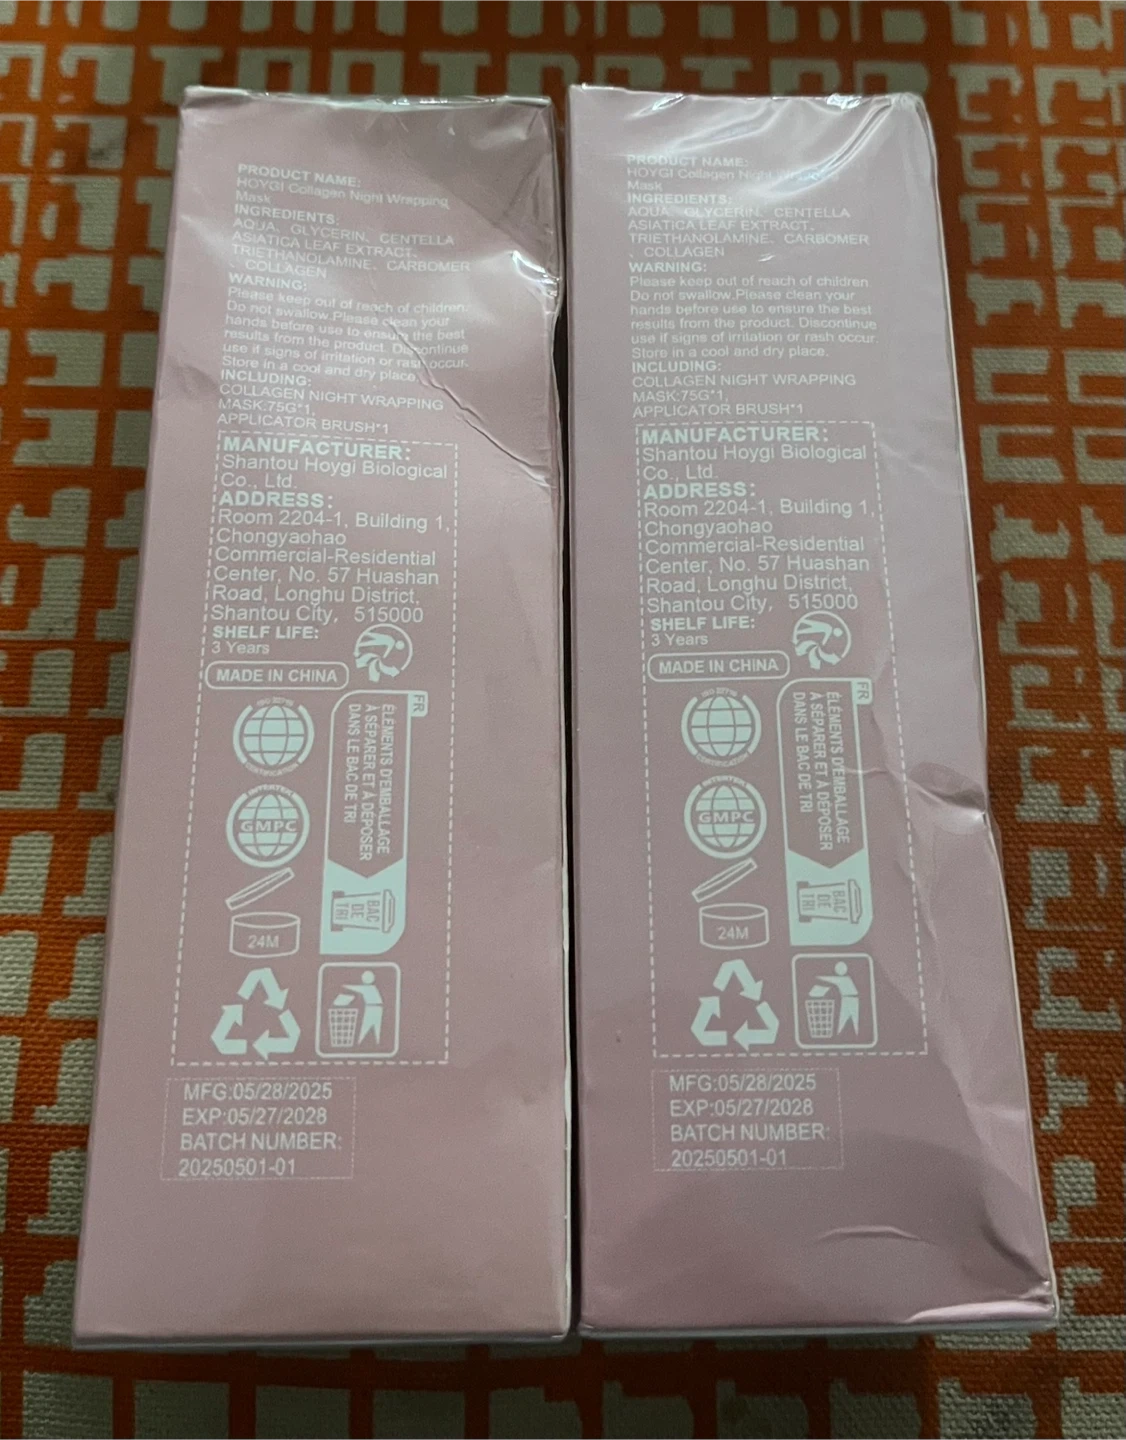 PRODUCT NAME:
HOYGI Collagen Night Wrapping
Mask
INGREDIENTS:
AQUA、GLYCERIN、CENTELLA
ASIATICA LEAF EXTRACT、
TRIETHANOLAMINE、CARBOMER
、COLLAGEN
WARNING:
Please keep out of reach of children.
Do not swallow.Please clean your
hands before use to ensure the best
results from the product. Discontinue
use if signs of irritation or rash occur.
Store in a cool and dry place.
INCLUDING:
COLLAGEN NIGHT WRAPPING
MASK:75G*1,
APPLICATOR BRUSH*1
MANUFACTURER:
Shantou Hoygi Biological
Co., Ltd.
ADDRESS:
Room 2204-1, Building 1,
Chongyaohao
Commercial-Residential
Center, No. 57 Huashan
Road, Longhu District,
Shantou City, 515000
SHELF LIFE:
3 Years
MADE IN CHINA
FR
ÉLÉMENTS D'EMBALLAGE
À SÉPARER ET À DÉPOSER
DANS LE BAC DE TRI
BAC
DE
TRI
CERTIFICATION
INTERTEK
GMPC
24M
MFG:05/28/2025
EXP:05/27/2028
BATCH NUMBER:
20250501-01
PRODUCT NAME:
HOYGI Collagen Night Wrapping
Mask
INGREDIENTS:
AQUA、GLYCERIN、CENTELLA
ASIATICA LEAF EXTRACT、
TRIETHANOLAMINE、CARBOMER
、COLLAGEN
WARNING:
Please keep out of reach of children.
Do not swallow.Please clean your
hands before use to ensure the best
results from the product. Discontinue
use if signs of irritation or rash occur.
Store in a cool and dry place.
INCLUDING:
COLLAGEN NIGHT WRAPPING
MASK:75G*1,
APPLICATOR BRUSH*1
MANUFACTURER:
Shantou Hoygi Biological
Co., Ltd.
ADDRESS:
Room 2204-1, Building 1,
Chongyaohao
Commercial-Residential
Center, No. 57 Huashan
Road, Longhu District,
Shantou City, 515000
SHELF LIFE:
3 Years
MADE IN CHINA
FR
ÉLÉMENTS D'EMBALLAGE
À SÉPARER ET À DÉPOSER
DANS LE BAC DE TRI
BAC
DE
TRI
CERTIFICATION
INTERTEK
GMPC
24M
MFG:05/28/2025
EXP:05/27/2028
BATCH NUMBER:
20250501-01